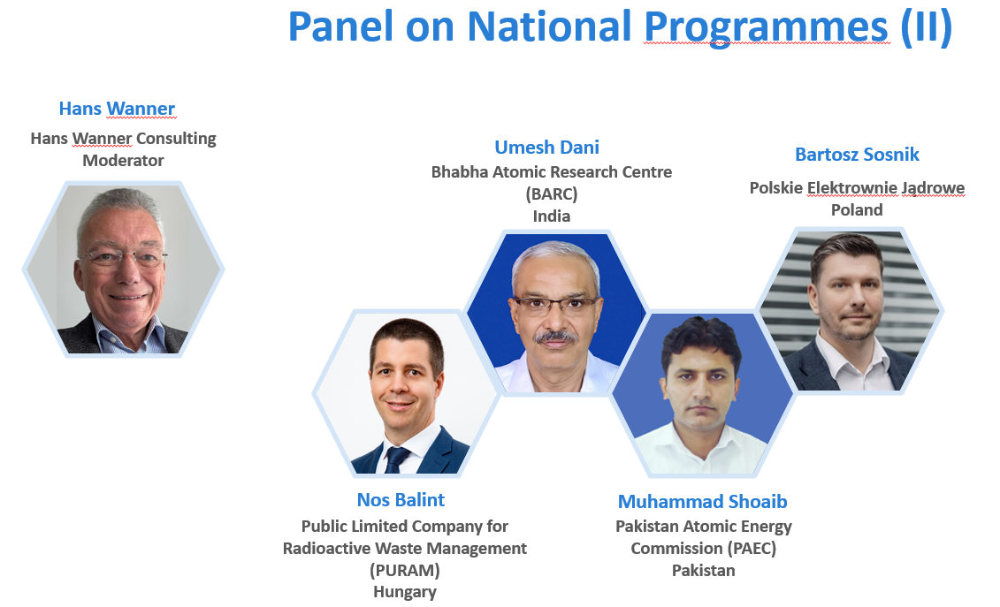 Panel on National Programmes (II)
Hans Wanner
Hans Wanner Consulting
Moderator
Umesh Dani
Bhabha Atomic Research Centre
(BARC)
India
Bartosz Sosnik
Polskie Elektrownie Jądrowe
Poland
Nos Balint
Public Limited Company for
Radioactive Waste Management
(PURAM)
Hungary
Muhammad Shoaib
Pakistan Atomic Energy
Commission (PAEC)
Pakistan